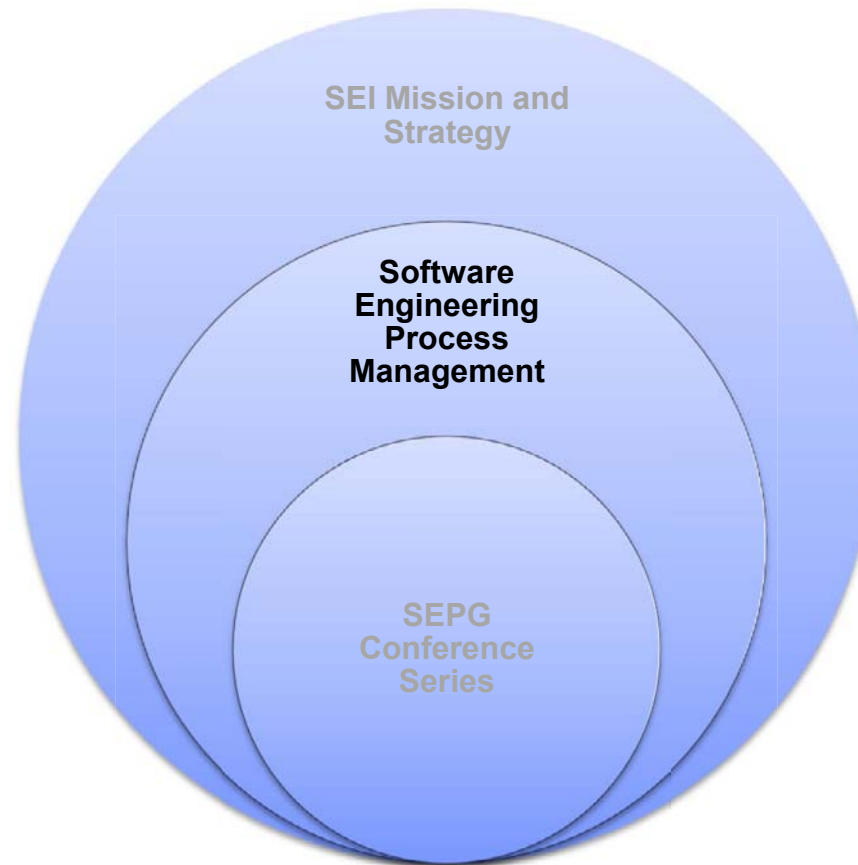 SEI Mission and
Strategy
Software
Engineering
Process
Management
SEPG
Conference
Series